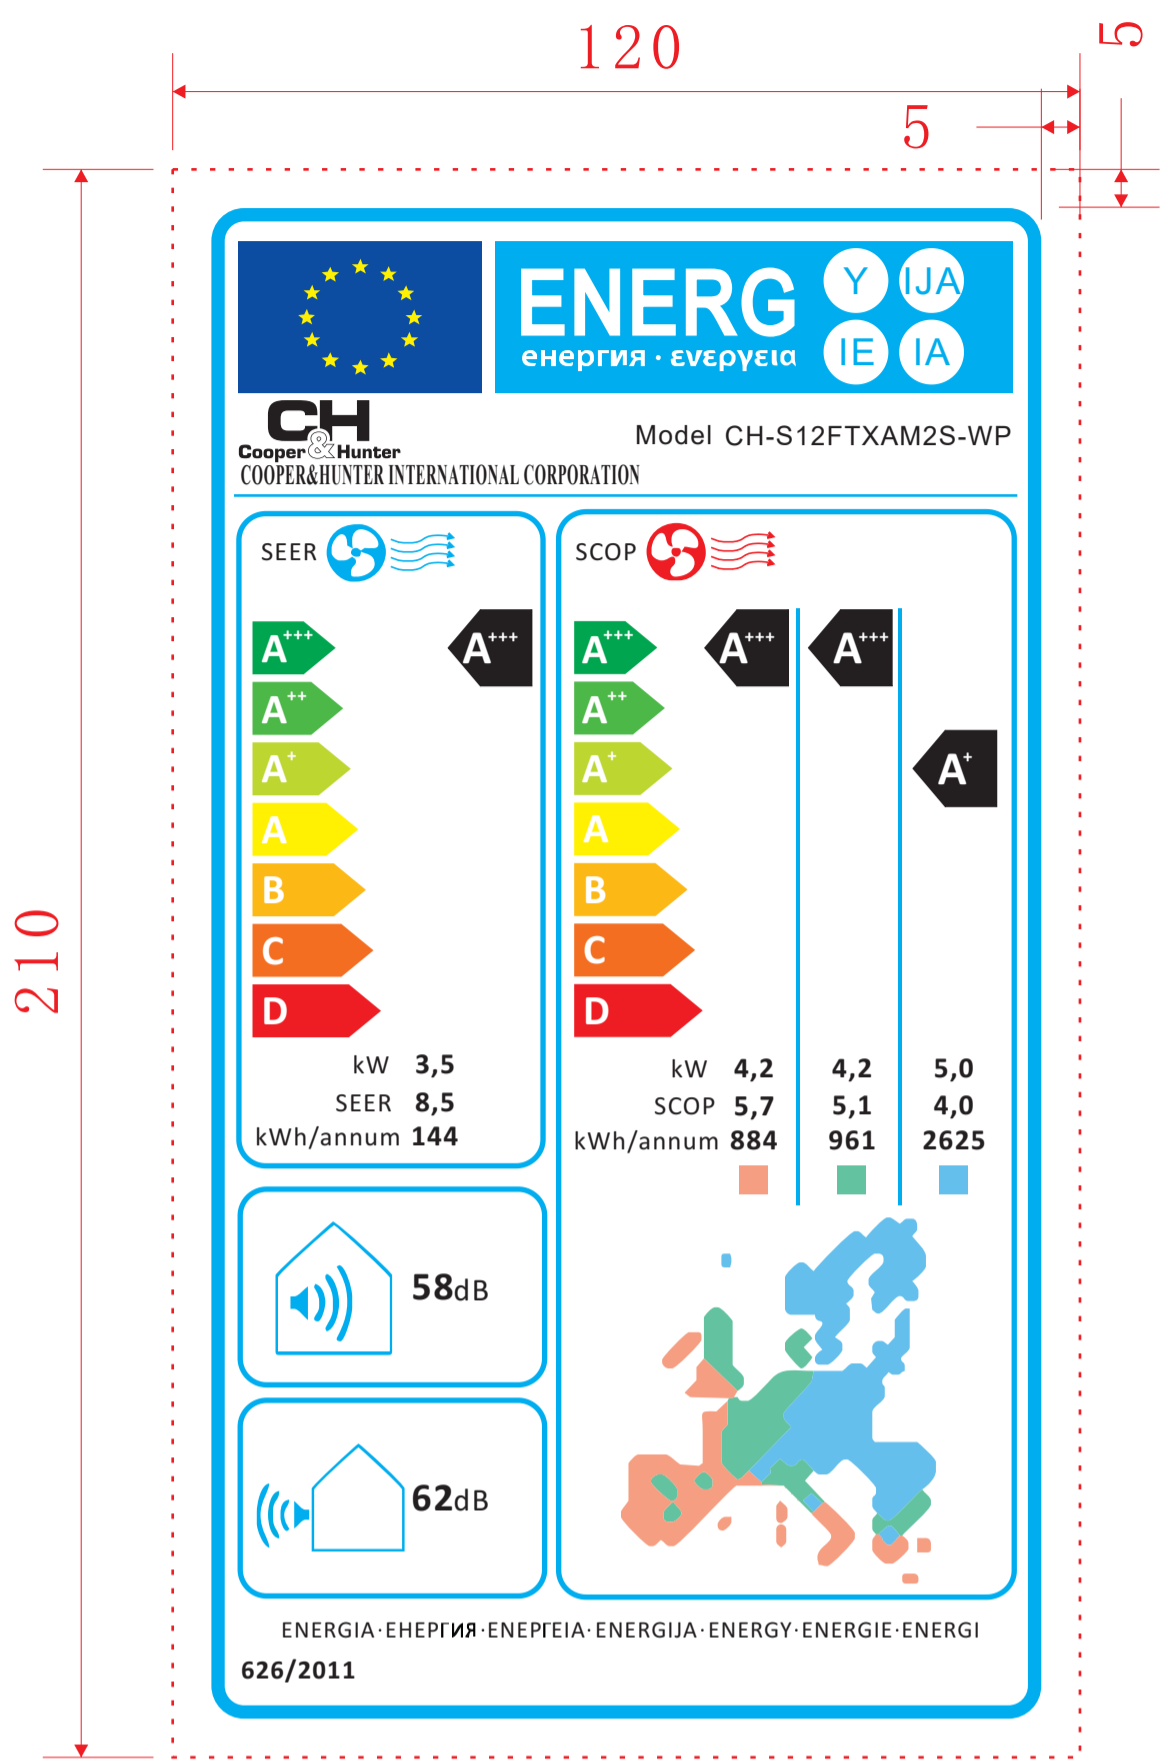 120
5
5
210
ENERG
енергия · ενεργεια
Y IJA
IE IA
CH
Cooper & Hunter
COOPER&HUNTER INTERNATIONAL CORPORATION
Model CH-S12FTXAM2S-WP
SEER
A+++ A+++
A++
A+
A
B
C
D
kW 3,5
SEER 8,5
kWh/annum 144
SCOP
A+++ A+++ A+++
A++
A+ A+
A
B
C
D
kW 4,2 4,2 5,0
SCOP 5,7 5,1 4,0
kWh/annum 884 961 2625
58dB
62dB
ENERGIA·ЕНЕРГИЯ·ΕΝΕΡΓΕΙΑ·ENERGIJA·ENERGY·ENERGIE·ENERGI
626/2011